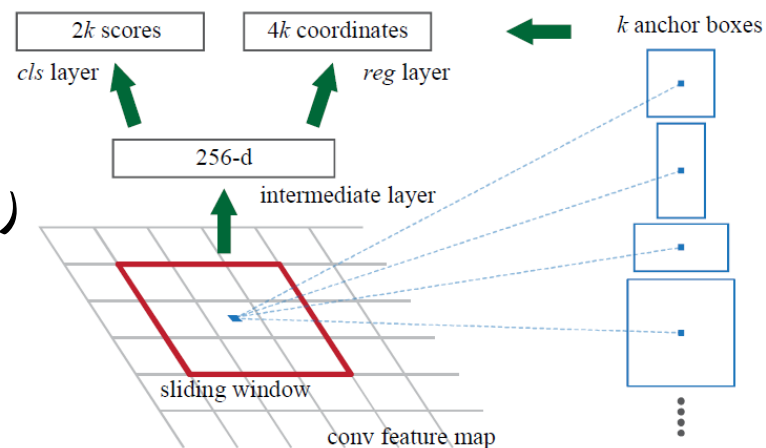 2k scores
4k coordinates
k anchor boxes
cls layer
reg layer
256-d
intermediate layer
)
sliding window
conv feature map